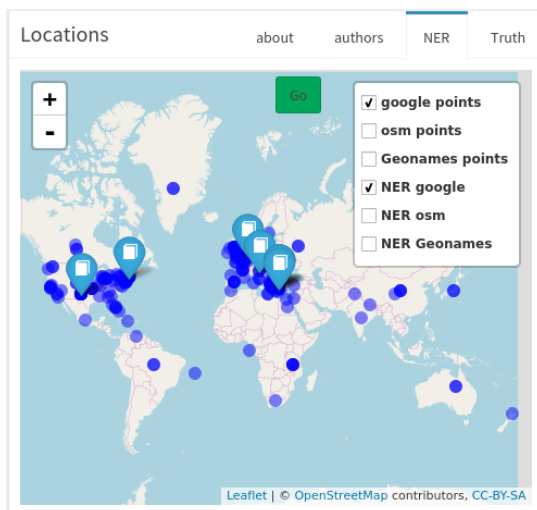 Locations about authors NER Truth
+
-
Go
✓ google points
osm points
Geonames points
✓ NER google
NER osm
NER Geonames
Leaflet | © OpenStreetMap contributors, CC-BY-SA